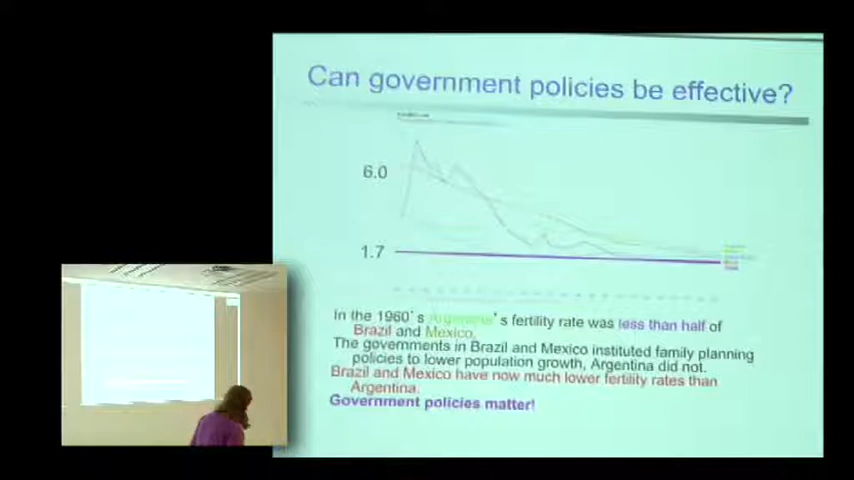 Can government policies be effective?
6.0
1.7
In the 1960's Argentina's fertility rate was less than half of
Brazil and Mexico.
The governments in Brazil and Mexico instituted family planning
policies to lower population growth, Argentina did not.
Brazil and Mexico have now much lower fertility rates than
Argentina.
Government policies matter!